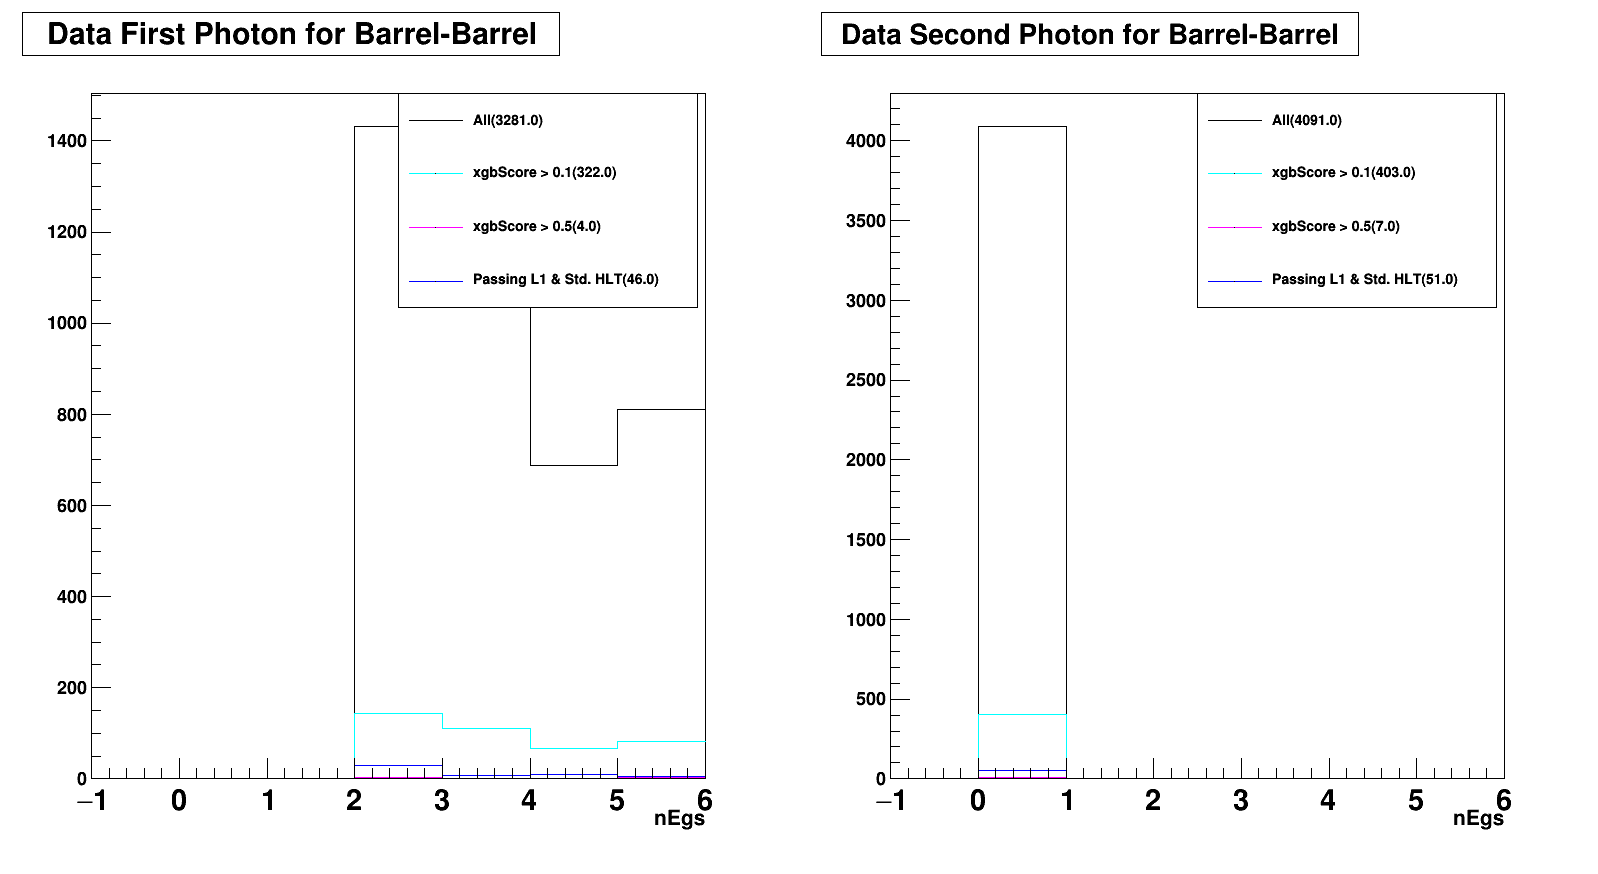 Data First Photon for Barrel-Barrel
All(3281.0)
xgbScore > 0.1(322.0)
xgbScore > 0.5(4.0)
Passing L1 & Std. HLT(46.0)
1400
1200
1000
800
600
400
200
0
−1 0 1 2 3 4 5 6
nEgs
Data Second Photon for Barrel-Barrel
All(4091.0)
xgbScore > 0.1(403.0)
xgbScore > 0.5(7.0)
Passing L1 & Std. HLT(51.0)
4000
3500
3000
2500
2000
1500
1000
500
0
−1 0 1 2 3 4 5 6
nEgs